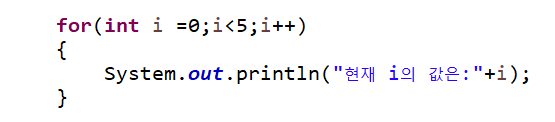 for(int i =0;i<5;i++)
{
System.out.println("현재 i의 값은:"+i);
}